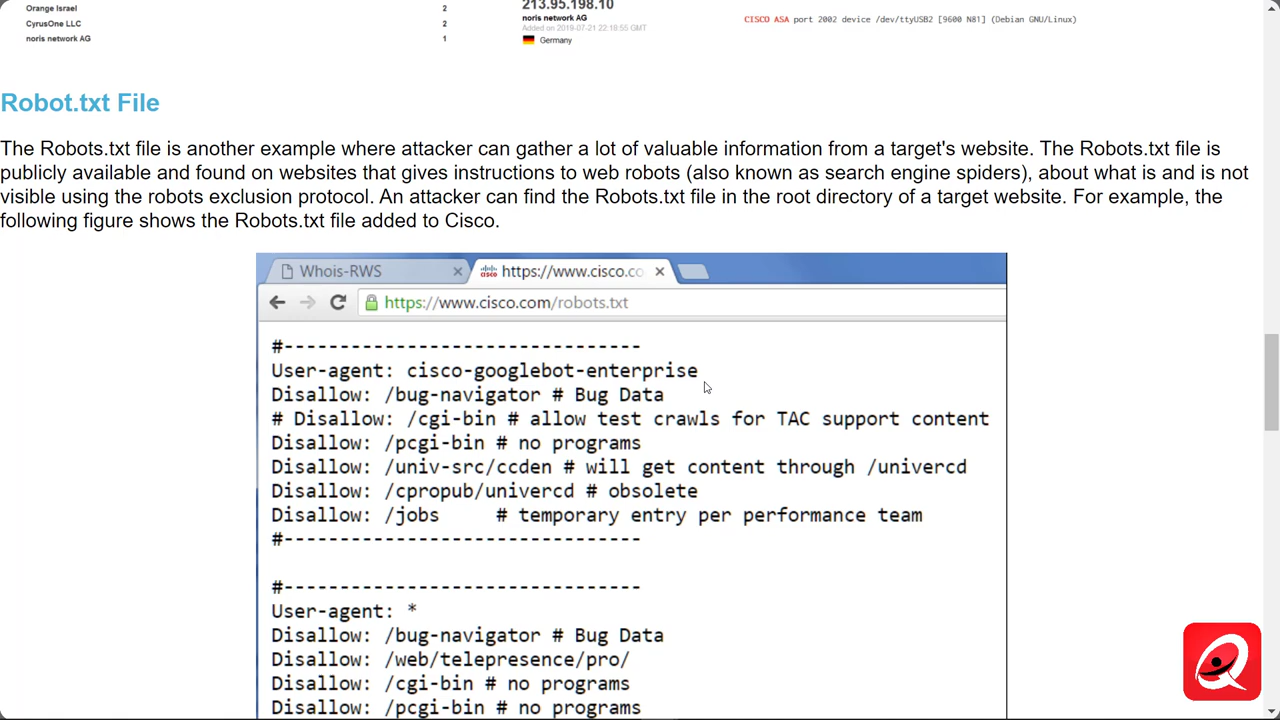 Orange Israel 2
CyrusOne LLC 2
noris network AG 1
213.95.198.10
noris network AG
Added on 2019-07-21 22:18:55 GMT
Germany
CISCO ASA port 2002 device /dev/ttyUSB2 [9600 N81] (Debian GNU/Linux)
Robot.txt File
The Robots.txt file is another example where attacker can gather a lot of valuable information from a target's website. The Robots.txt file is
publicly available and found on websites that gives instructions to web robots (also known as search engine spiders), about what is and is not
visible using the robots exclusion protocol. An attacker can find the Robots.txt file in the root directory of a target website. For example, the
following figure shows the Robots.txt file added to Cisco.
Whois-RWS
https://www.cisco.co
https://www.cisco.com/robots.txt
#--------------------------------
User-agent: cisco-googlebot-enterprise
Disallow: /bug-navigator # Bug Data
# Disallow: /cgi-bin # allow test crawls for TAC support content
Disallow: /pcgi-bin # no programs
Disallow: /univ-src/ccden # will get content through /univercd
Disallow: /cpropub/univercd # obsolete
Disallow: /jobs # temporary entry per performance team
#--------------------------------
#--------------------------------
User-agent: *
Disallow: /bug-navigator # Bug Data
Disallow: /web/telepresence/pro/
Disallow: /cgi-bin # no programs
Disallow: /pcgi-bin # no programs